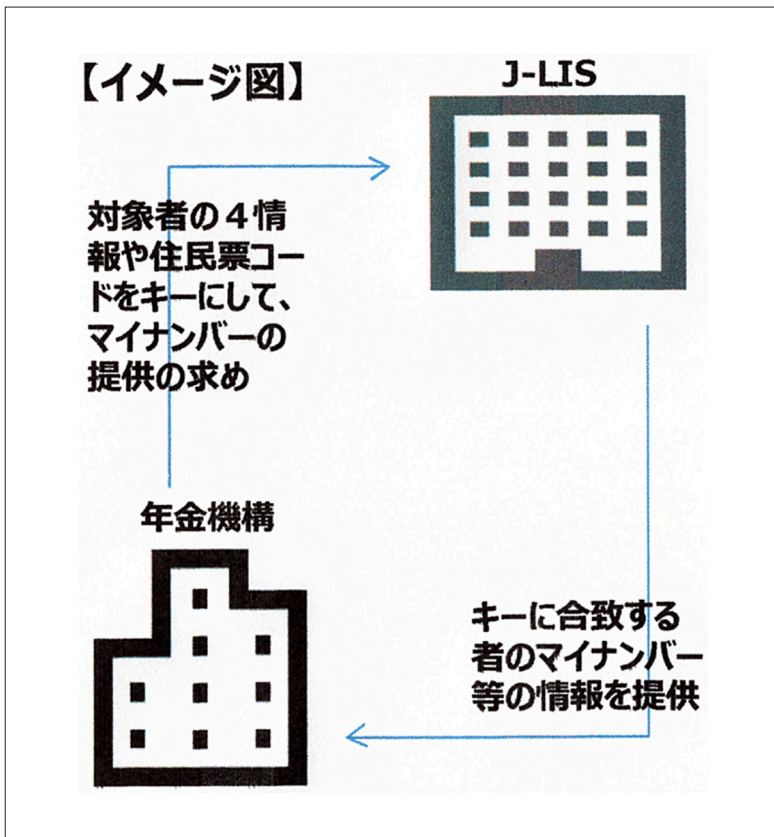 【イメージ図】
J-LIS
対象者の４情
報や住民票コー
ドをキーにして、
マイナンバーの
提供の求め
年金機構
キーに合致する
者のマイナンバー
等の情報を提供